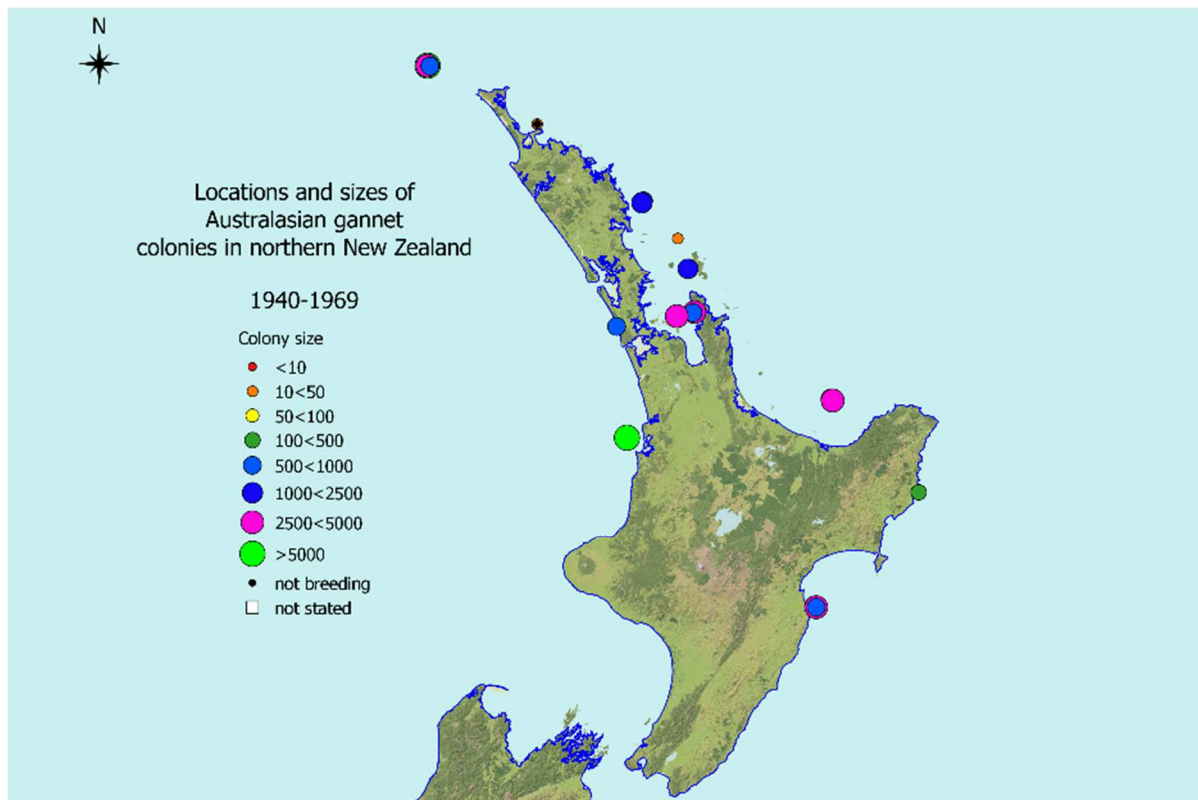 N
Locations and sizes of
Australasian gannet
colonies in northern New Zealand
1940-1969
Colony size
<10
10<50
50<100
100<500
500<1000
1000<2500
2500<5000
>5000
not breeding
not stated